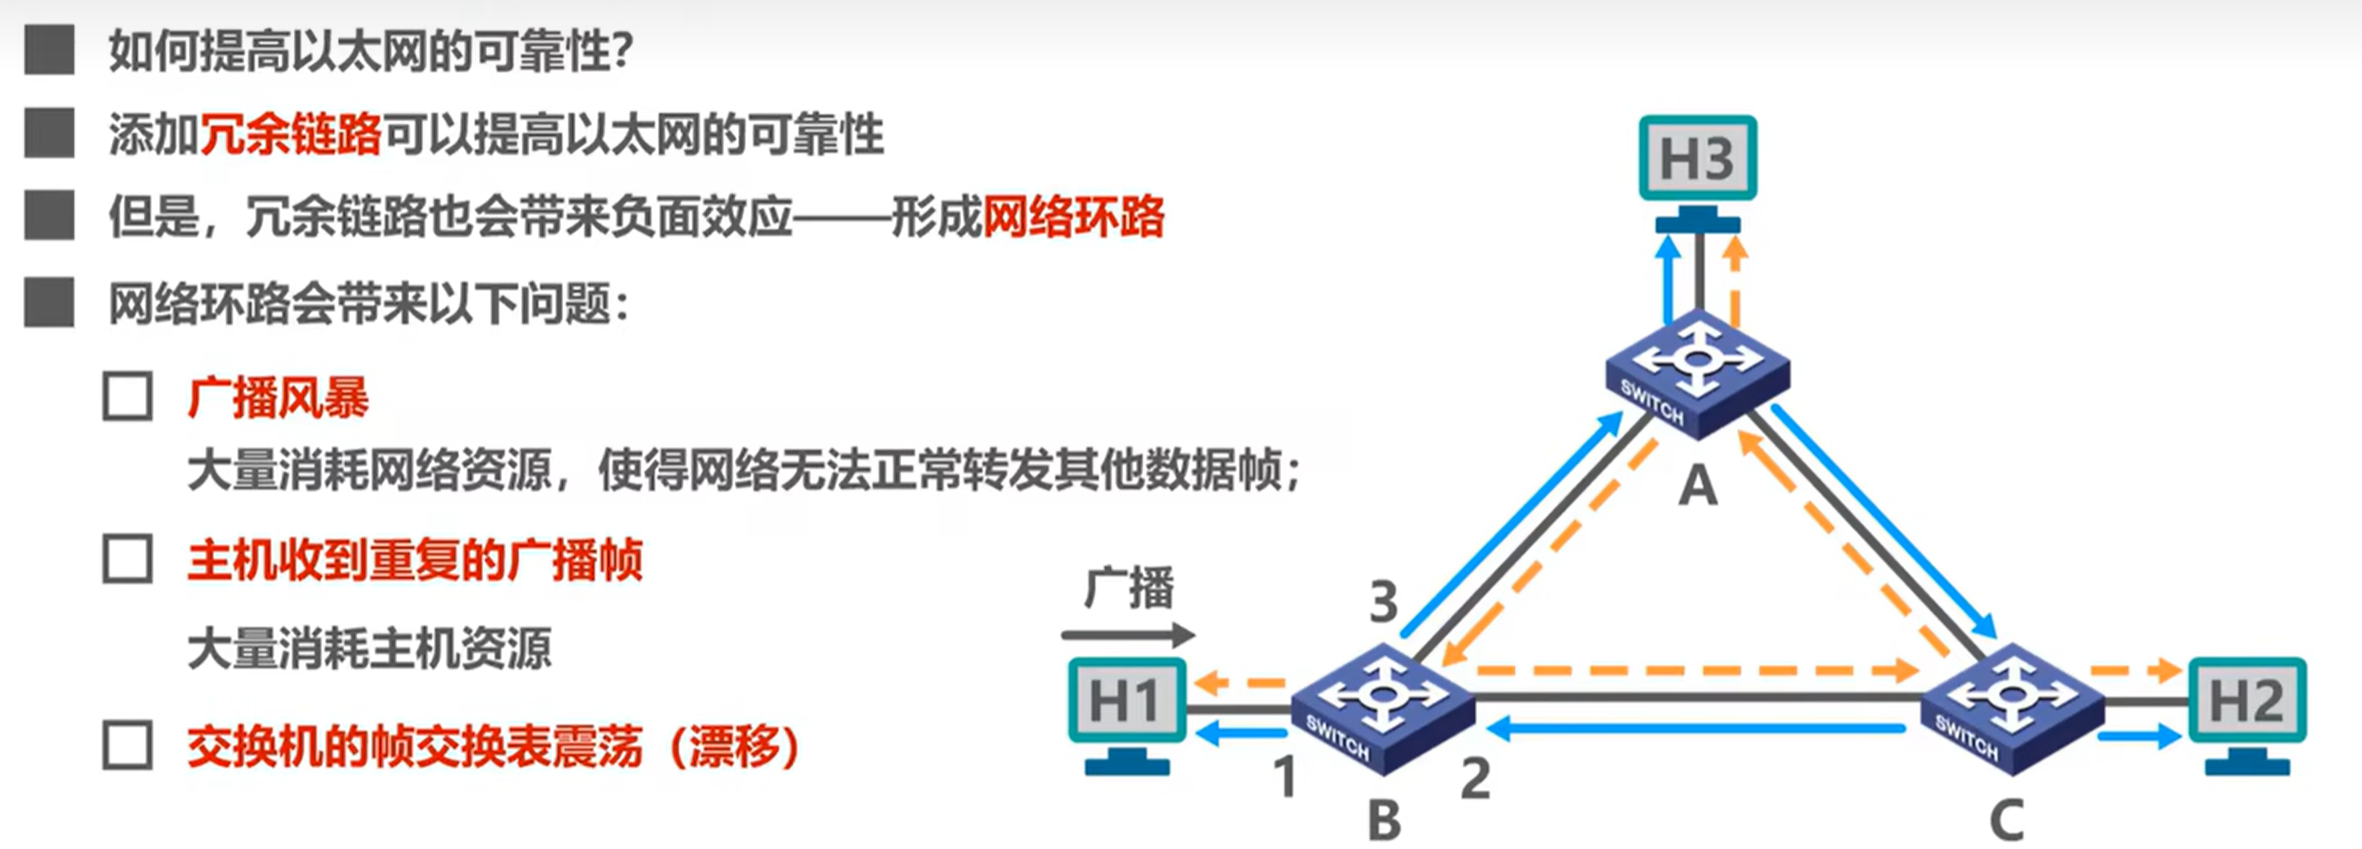 如何提高以太网的可靠性？
添加冗余链路可以提高以太网的可靠性
但是，冗余链路也会带来负面效应——形成网络环路
网络环路会带来以下问题：
广播风暴
大量消耗网络资源，使得网络无法正常转发其他数据帧；
主机收到重复的广播帧
大量消耗主机资源
交换机的帧交换表震荡（漂移）
H3
SWITCH
A
广播
3
H1
SWITCH
SWITCH
H2
1
2
B
C